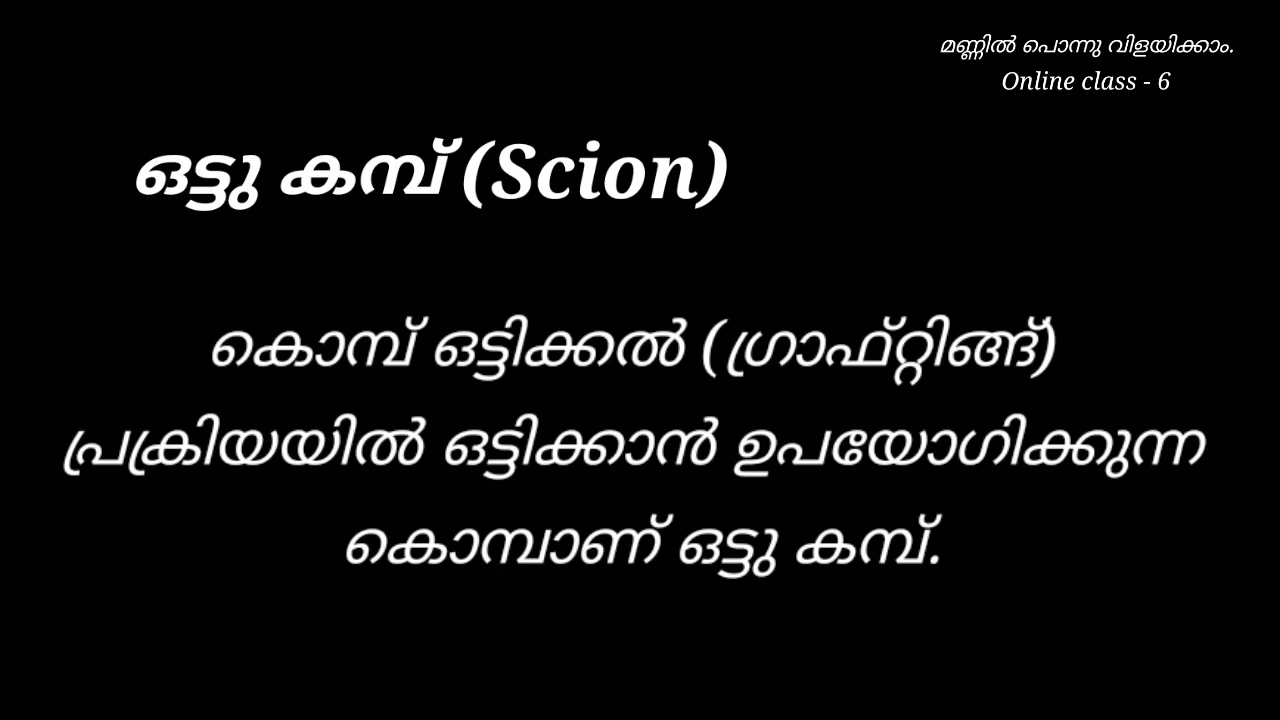 മണ്ണിൽ പൊന്നു വിളയിക്കാം.
Online class - 6
ഒട്ടു കമ്പ് (Scion)
കൊമ്പ് ഒട്ടിക്കൽ (ഗ്രാഫ്റ്റിങ്ങ്)
പ്രക്രിയയിൽ ഒട്ടിക്കാൻ ഉപയോഗിക്കുന്ന
കൊമ്പാണ് ഒട്ടു കമ്പ്.